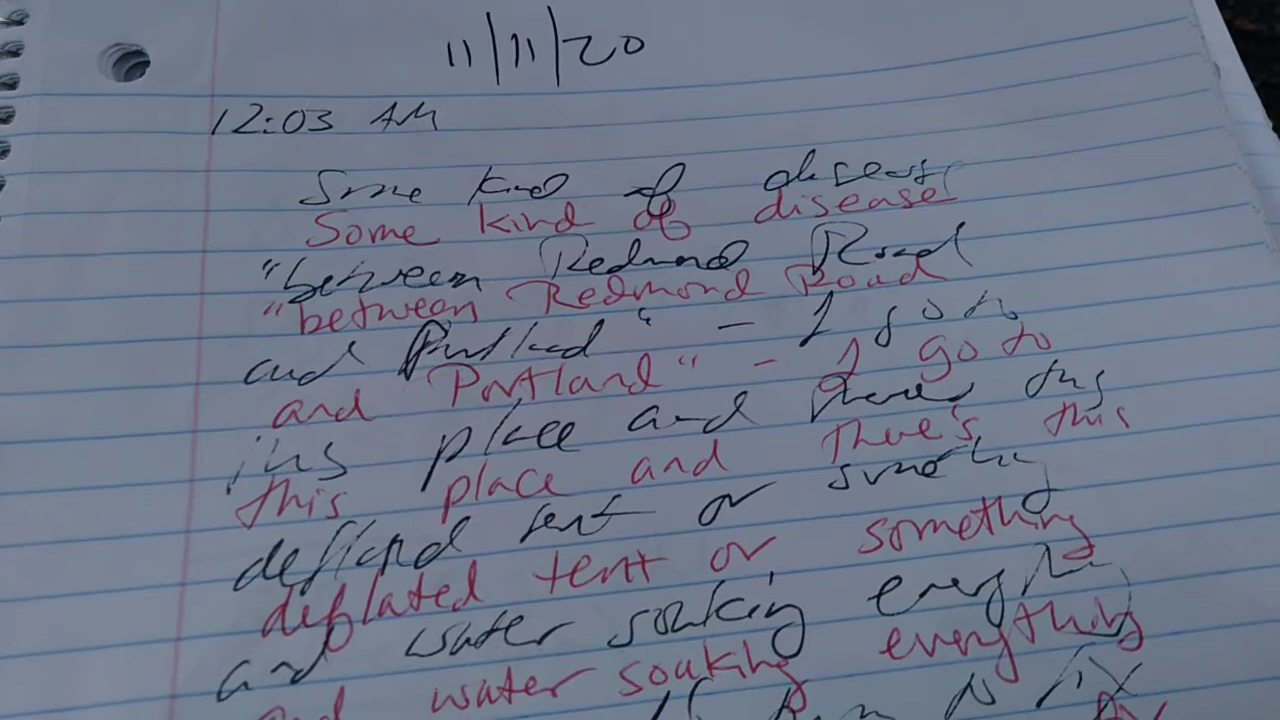 11/11/20
12:03 AM
Some kind of disease
Some kind of disease
"between Redmond Road
"between Redmond Road
and Portland" - I go to
and Portland" - I go to
this place and there's this
this place and there's this
deflated tent or something
deflated tent or something
and water soaking everything
and water soaking everything